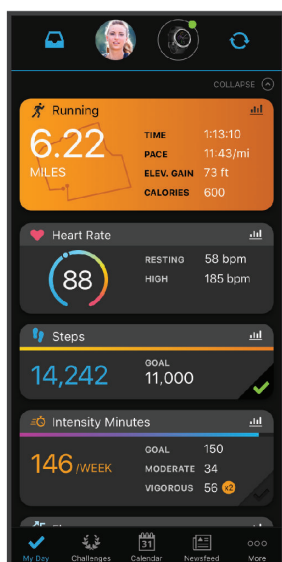 COLLAPSE
Running
6.22
MILES
TIME 1:13:10
PACE 11:43/mi
ELEV. GAIN 73 ft
CALORIES 600
Heart Rate
88
RESTING 58 bpm
HIGH 185 bpm
Steps
14,242
GOAL
11,000
Intensity Minutes
146 /WEEK
GOAL 150
MODERATE 34
VIGOROUS 56 x2
31
My Day Challenges Calendar Newsfeed More